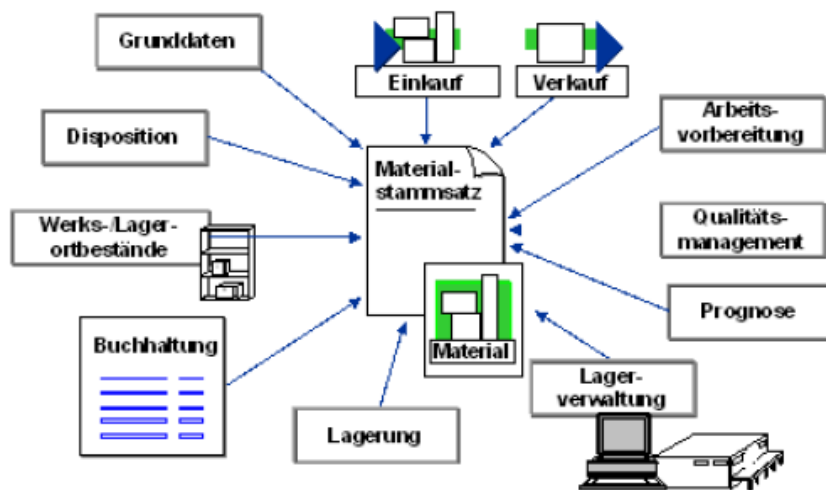 Grunddaten
Einkauf
Verkauf
Arbeits-
vorbereitung
Disposition
Material-
stammsatz
Werks-/Lager-
ortbestände
Qualitäts-
management
Prognose
Buchhaltung
Material
Lager-
verwaltung
Lagerung